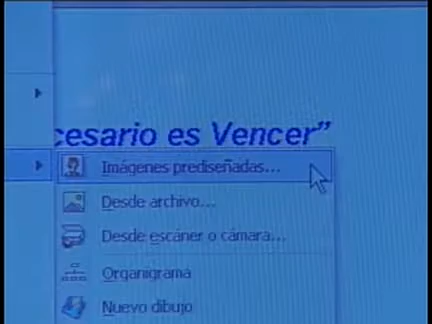 cesario es Vencer”
Imágenes prediseñadas...
Desde archivo...
Desde escáner o cámara...
Organigrama
Nuevo dibujo